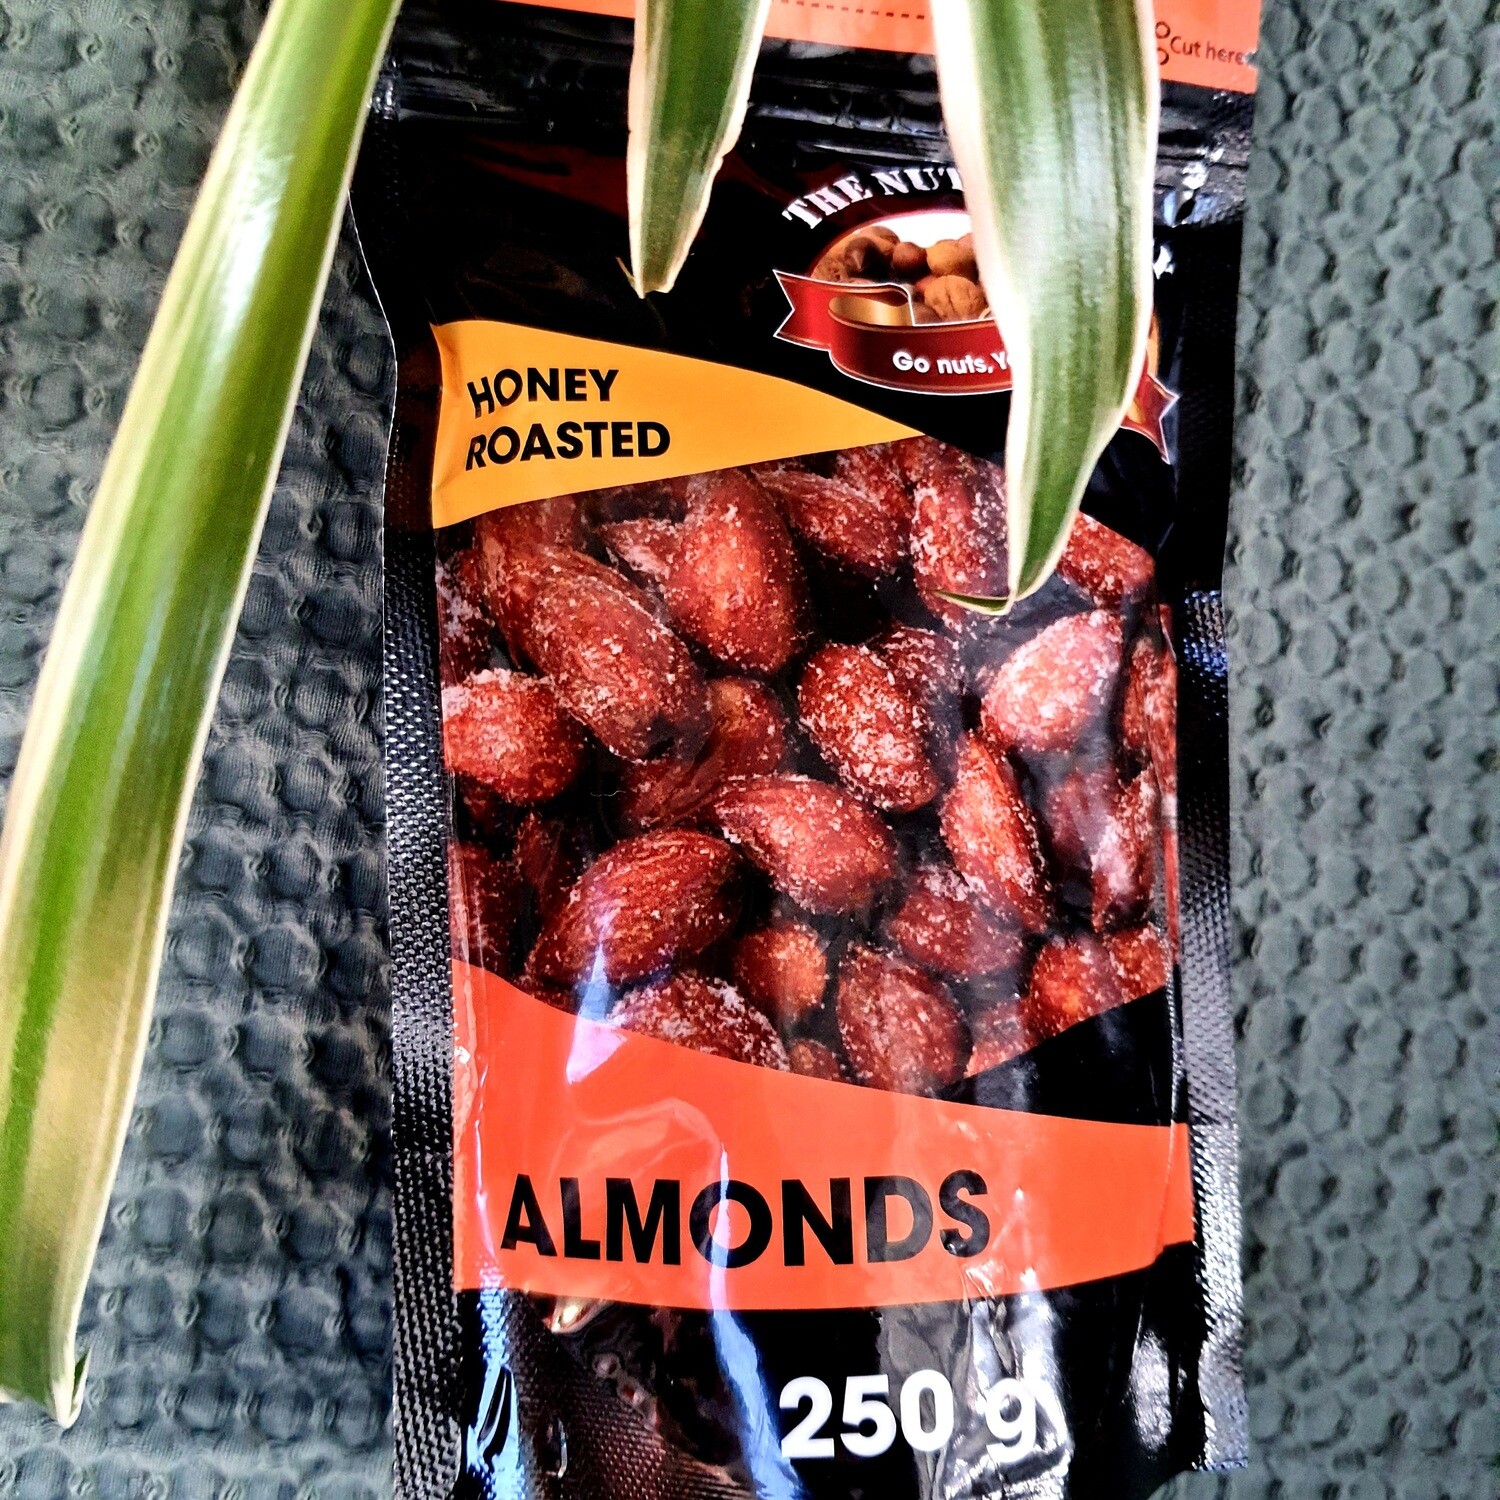 Cut here
THE NUT
Go nuts,
HONEY
ROASTED
ALMONDS
250 g